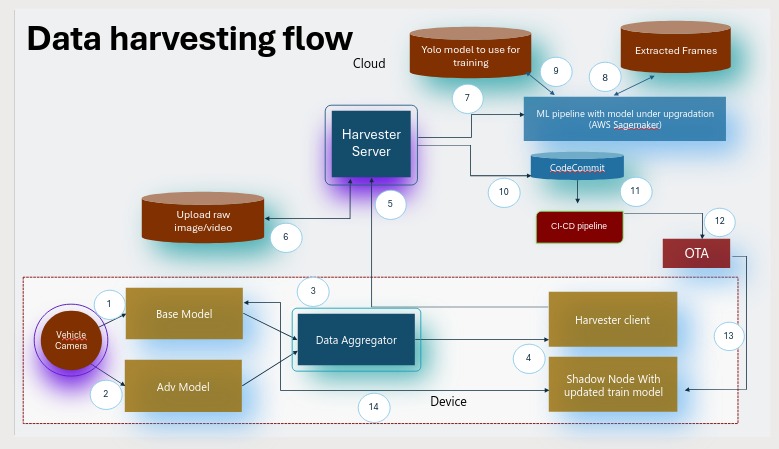 Data harvesting flow
Cloud
Yolo model to use for
training
Extracted Frames
9
8
7
ML pipeline with model under upgradation
(AWS Sagemaker)
Harvester
Server
CodeCommit
10
11
5
Upload raw
image/video
6
CI-CD pipeline
12
OTA
1
Base Model
3
Harvester client
Vehicle
Camera
Data Aggregator
13
4
2
Adv Model
Shadow Node With
updated train model
14
Device